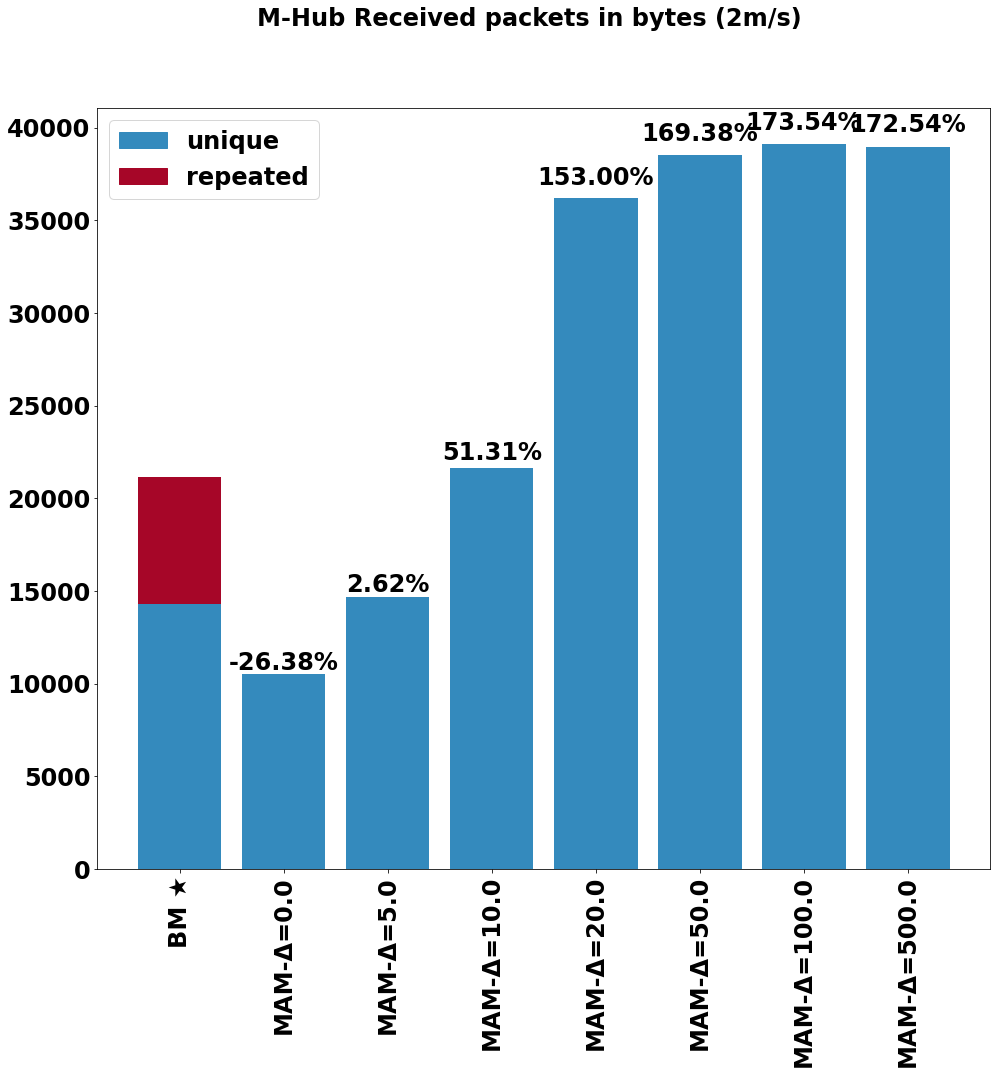 M-Hub Received packets in bytes (2m/s)
unique
repeated
40000
35000
30000
25000
20000
15000
10000
5000
0
-26.38%
2.62%
51.31%
153.00%
169.38%
173.54%
172.54%
BM ★
MAM-Δ=0.0
MAM-Δ=5.0
MAM-Δ=10.0
MAM-Δ=20.0
MAM-Δ=50.0
MAM-Δ=100.0
MAM-Δ=500.0